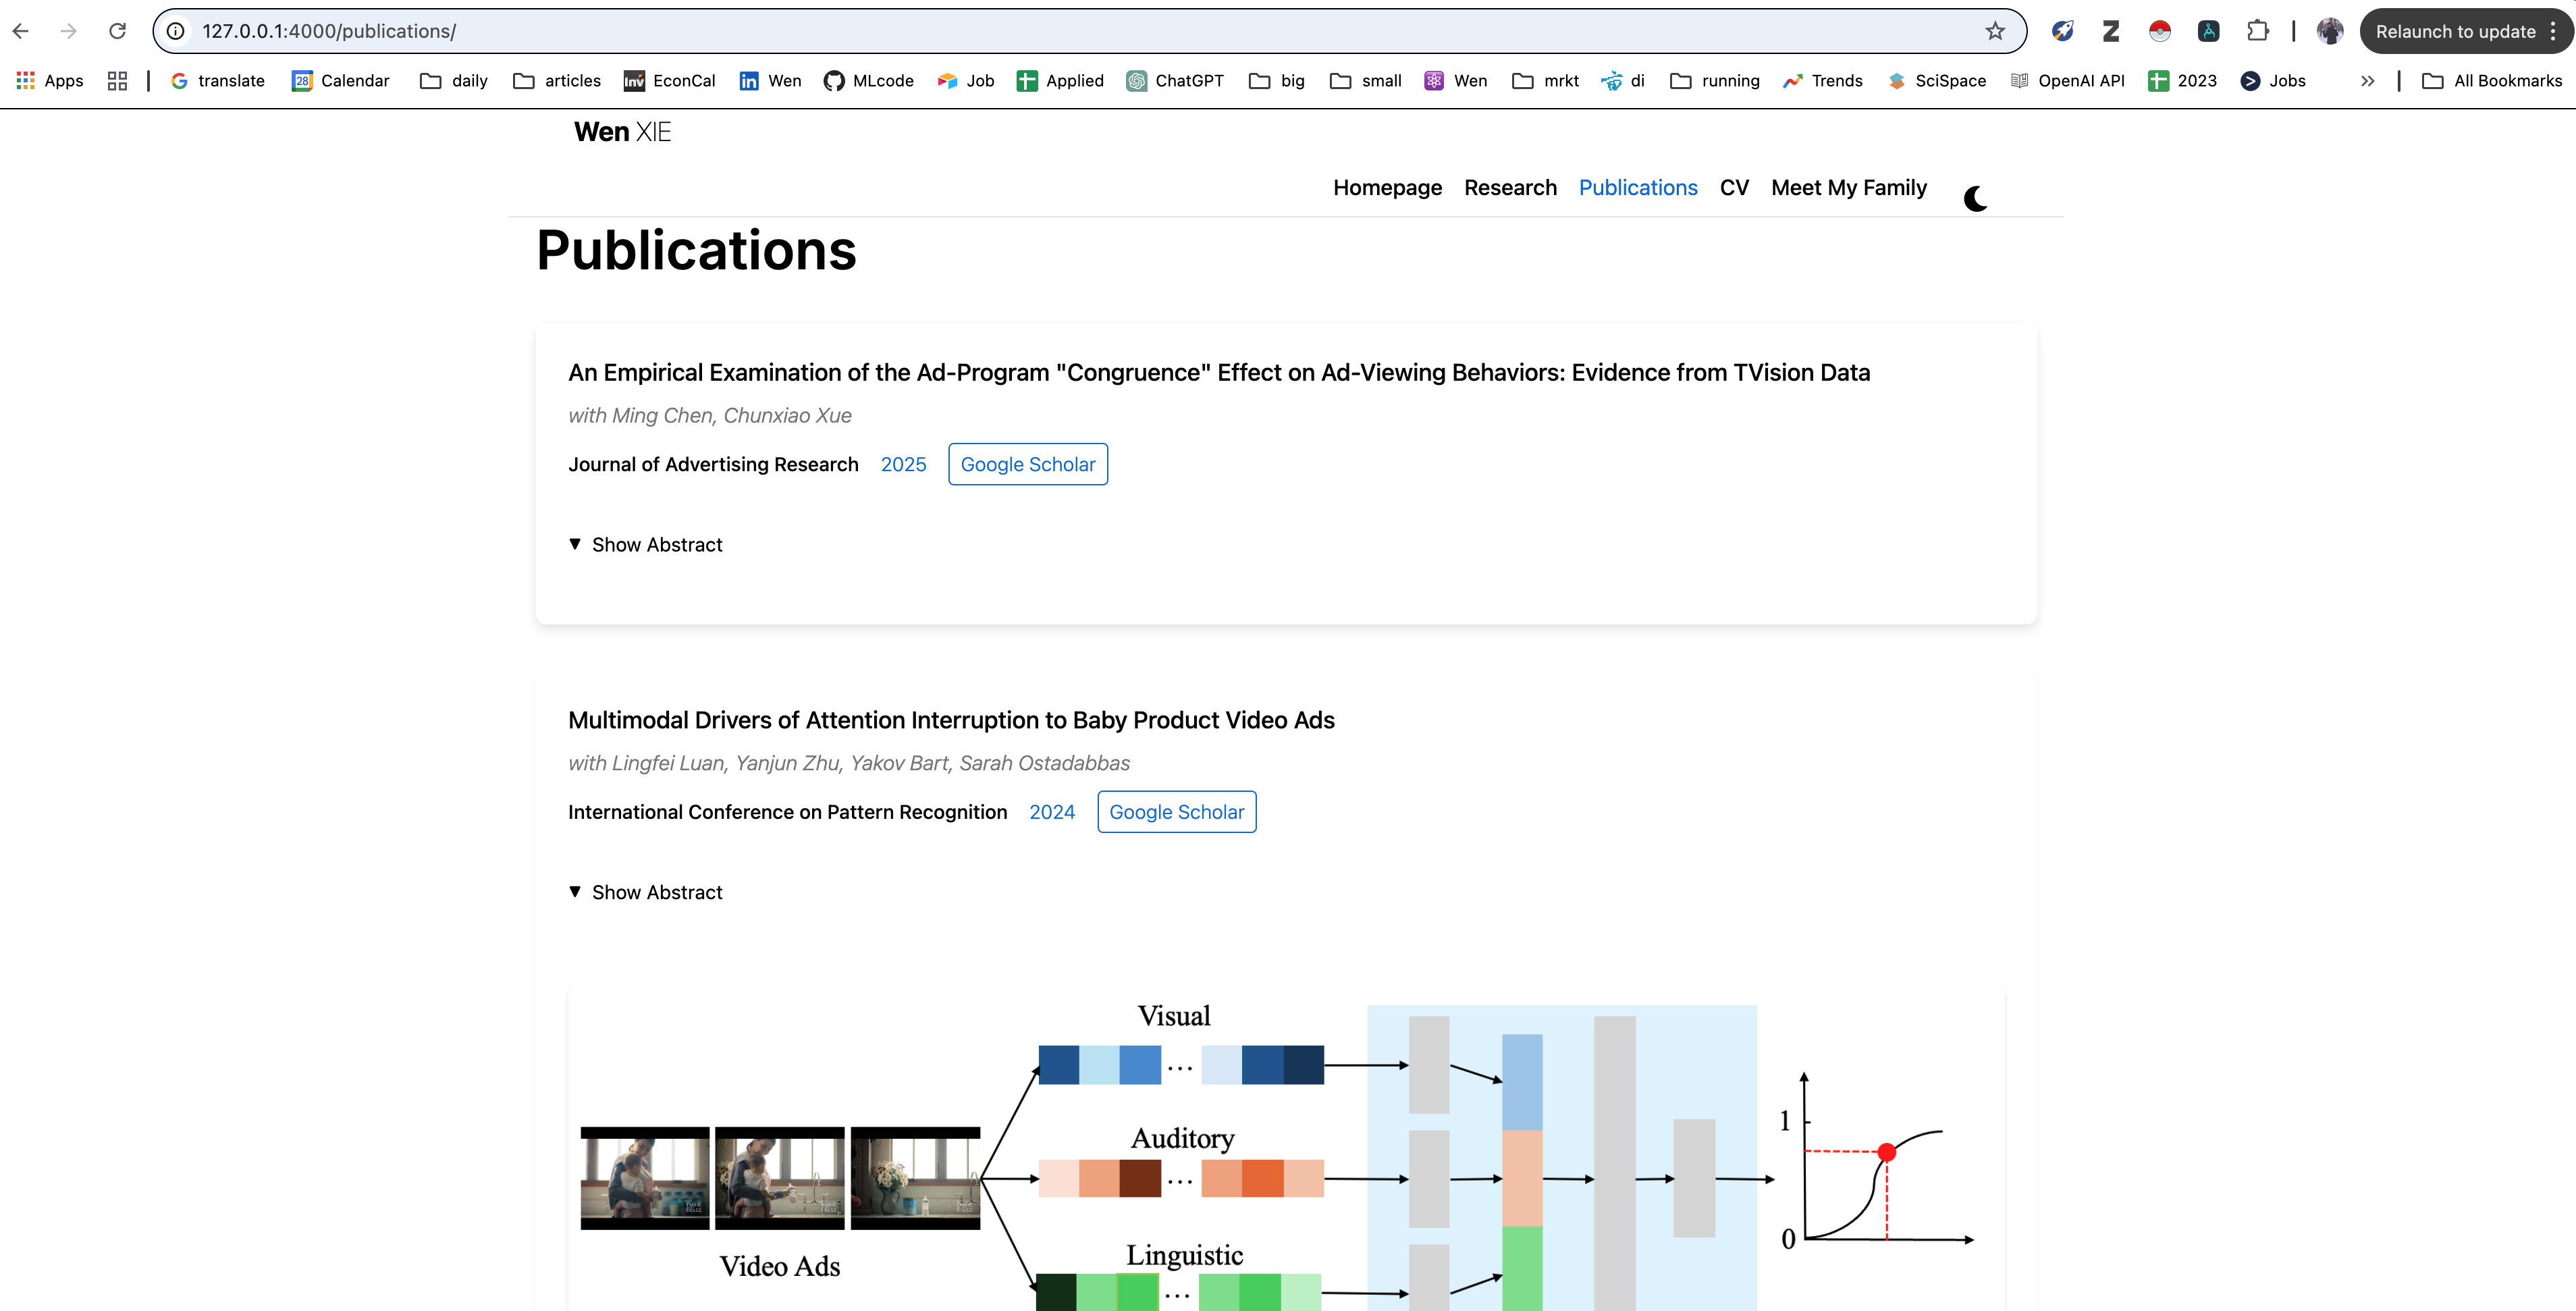 127.0.0.1:4000/publications/
Relaunch to update
Apps
translate
28 Calendar
daily
articles
Inv EconCal
in Wen
MLcode
Job
Applied
ChatGPT
big
small
Wen
mrkt
di
running
Trends
SciSpace
OpenAI API
2023
Jobs
All Bookmarks
Wen XIE
Homepage Research Publications CV Meet My Family
Publications
An Empirical Examination of the Ad-Program "Congruence" Effect on Ad-Viewing Behaviors: Evidence from TVision Data
with Ming Chen, Chunxiao Xue
Journal of Advertising Research 2025 Google Scholar
▼ Show Abstract
Multimodal Drivers of Attention Interruption to Baby Product Video Ads
with Lingfei Luan, Yanjun Zhu, Yakov Bart, Sarah Ostadabbas
International Conference on Pattern Recognition 2024 Google Scholar
▼ Show Abstract
Visual
...
Auditory
...
Linguistic
...
Video Ads
1
0